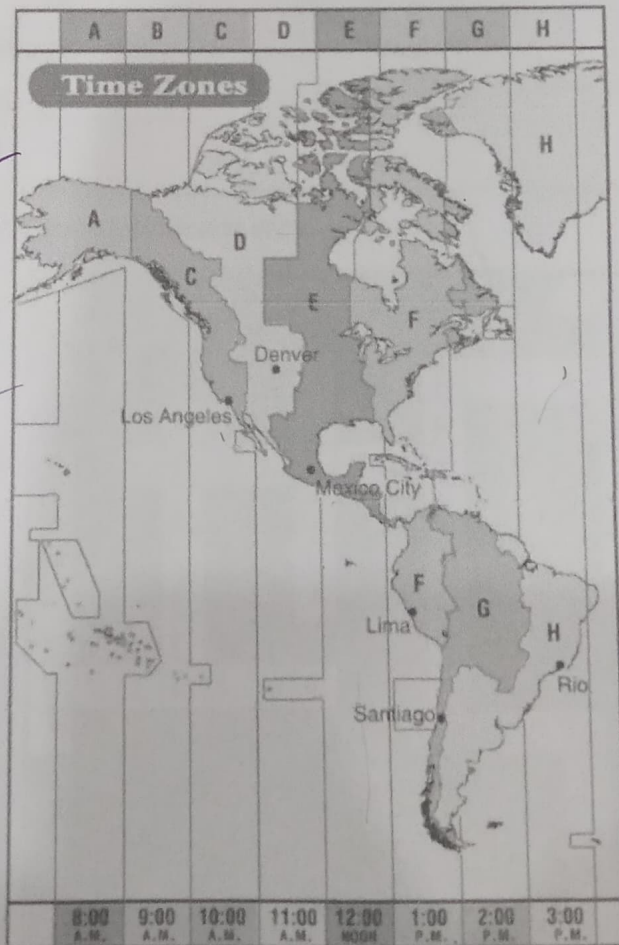 A B C D E F G H
Time Zones
H
A
D
C
E
F
Denver
Los Angeles
Mexico City
F
G
Lima
H
Rio
Santiago
8:00 9:00 10:00 11:00 12:00 1:00 2:00 3:00
A.M. A.M. A.M. A.M. NOON P.M. P.M. P.M.